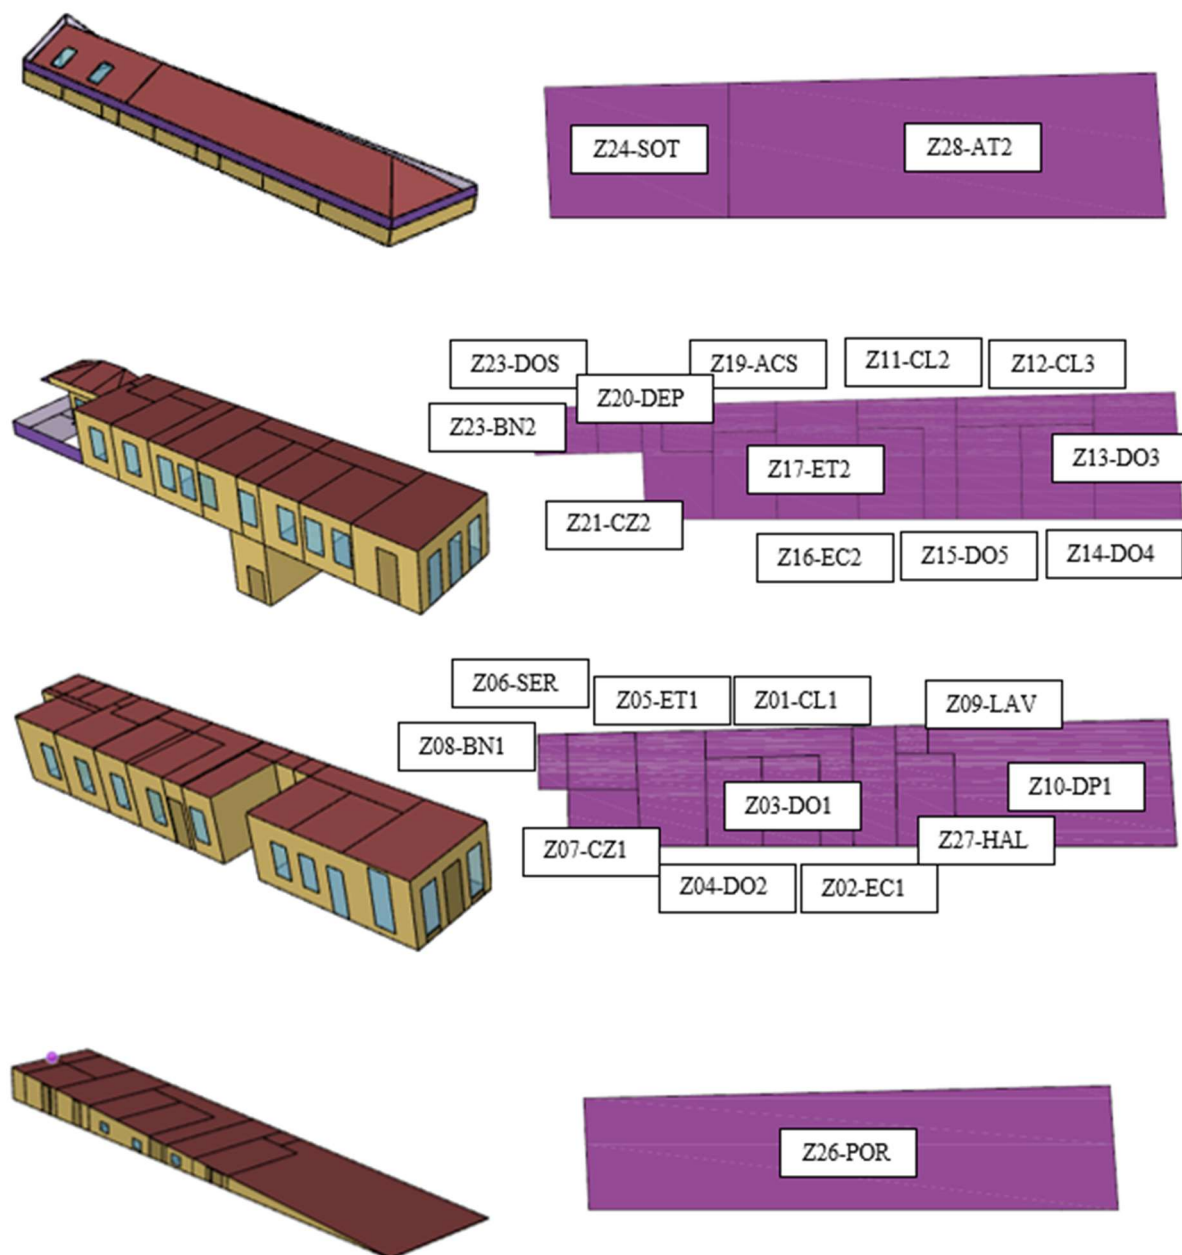 Z24-SOT
Z28-AT2
Z23-DOS
Z19-ACS
Z11-CL2
Z12-CL3
Z20-DEP
Z23-BN2
Z17-ET2
Z13-DO3
Z21-CZ2
Z16-EC2
Z15-DO5
Z14-DO4
Z06-SER
Z05-ET1
Z01-CL1
Z09-LAV
Z08-BN1
Z03-DO1
Z10-DP1
Z07-CZ1
Z27-HAL
Z04-DO2
Z02-EC1
Z26-POR